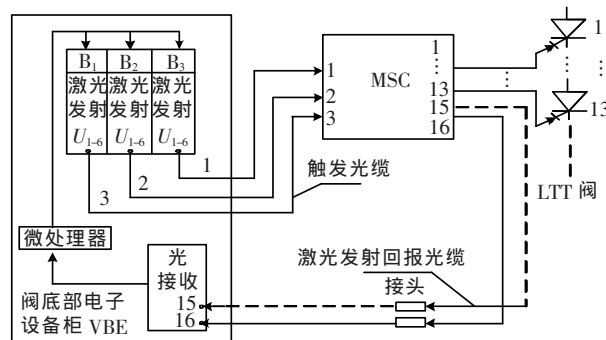 B₁ B₂ B₃
激光 激光 激光
发射 发射 发射
U₁₋₆ U₁₋₆ U₁₋₆
1
2
3
微处理器
光
接收
15
16
阀底部电子
设备柜 VBE
1
2
3
MSC
1
⋮
13
15
16
触发光缆
激光发射回报光缆
接头
1
13
LTT 阀